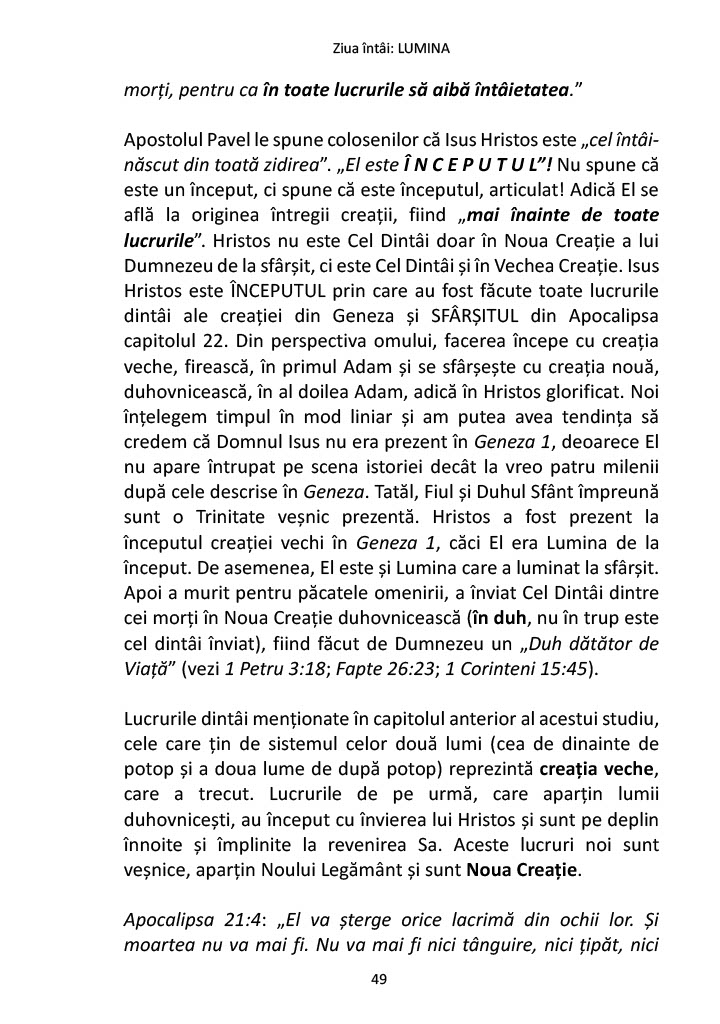 Ziua întâi: LUMINA
morți, pentru ca în toate lucrurile să aibă întâietatea.”
Apostolul Pavel le spune colosenilor că Isus Hristos este „cel întâi-
născut din toată zidirea”. „El este Î N C E P U T U L”! Nu spune că
este un început, ci spune că este începutul, articulat! Adică El se
află la originea întregii creații, fiind „mai înainte de toate
lucrurile”. Hristos nu este Cel Dintâi doar în Noua Creație a lui
Dumnezeu de la sfârșit, ci este Cel Dintâi și în Vechea Creație. Isus
Hristos este ÎNCEPUTUL prin care au fost făcute toate lucrurile
dintâi ale creației din Geneza și SFÂRȘITUL din Apocalipsa
capitolul 22. Din perspectiva omului, facerea începe cu creația
veche, firească, în primul Adam și se sfârșește cu creația nouă,
duhovnicească, în al doilea Adam, adică în Hristos glorificat. Noi
înțelegem timpul în mod liniar și am putea avea tendința să
credem că Domnul Isus nu era prezent în Geneza 1, deoarece El
nu apare întrupat pe scena istoriei decât la vreo patru milenii
după cele descrise în Geneza. Tatăl, Fiul și Duhul Sfânt împreună
sunt o Trinitate veșnic prezentă. Hristos a fost prezent la
începutul creației vechi în Geneza 1, căci El era Lumina de la
început. De asemenea, El este și Lumina care a luminat la sfârșit.
Apoi a murit pentru păcatele omenirii, a înviat Cel Dintâi dintre
cei morți în Noua Creație duhovnicească (în duh, nu în trup este
cel dintâi înviat), fiind făcut de Dumnezeu un „Duh dătător de
Viață” (vezi 1 Petru 3:18; Fapte 26:23; 1 Corinteni 15:45).
Lucrurile dintâi menționate în capitolul anterior al acestui studiu,
cele care țin de sistemul celor două lumi (cea de dinainte de
potop și a doua lume de după potop) reprezintă creația veche,
care a trecut. Lucrurile de pe urmă, care aparțin lumii
duhovnicești, au început cu învierea lui Hristos și sunt pe deplin
înnoite și împlinite la revenirea Sa. Aceste lucruri noi sunt
veșnice, aparțin Noului Legământ și sunt Noua Creație.
Apocalipsa 21:4: „El va șterge orice lacrimă din ochii lor. Și
moartea nu va mai fi. Nu va mai fi nici tânguire, nici țipăt, nici
49